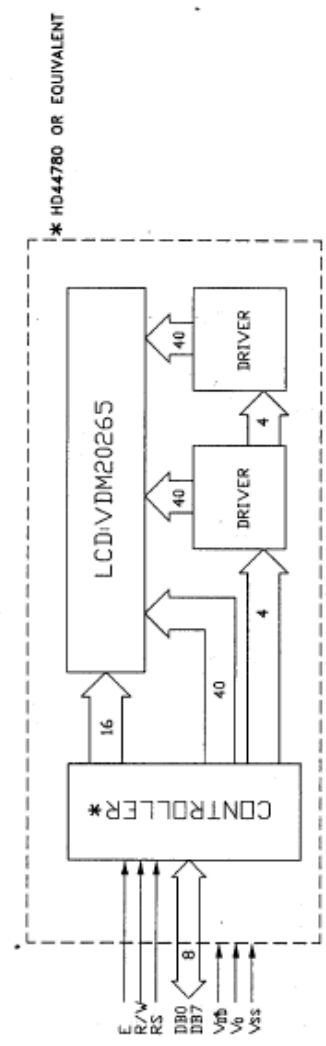 * HD44780 OR EQUIVALENT
LCD:VDM20265
DRIVER
DRIVER
40
40
40
4
4
16
CONTROLLER*
8
E
R/W
RS
DB0
DB7
Vdd
Vo
Vss